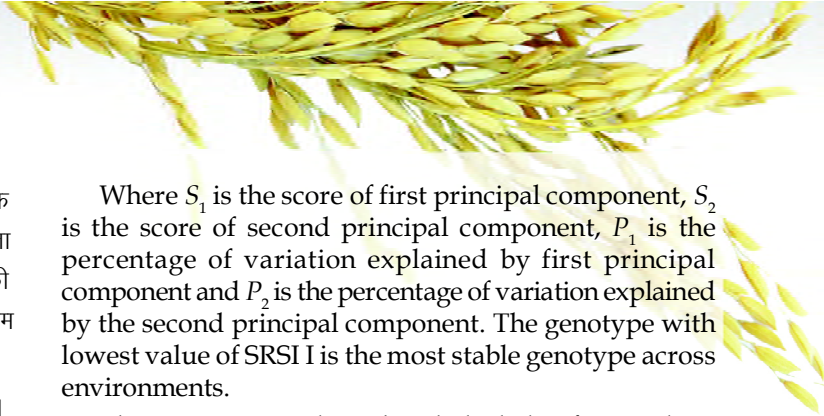 Where S₁ is the score of first principal component, S₂
is the score of second principal component, P₁ is the
percentage of variation explained by first principal
component and P₂ is the percentage of variation explained
by the second principal component. The genotype with
lowest value of SRSI I is the most stable genotype across
environments.